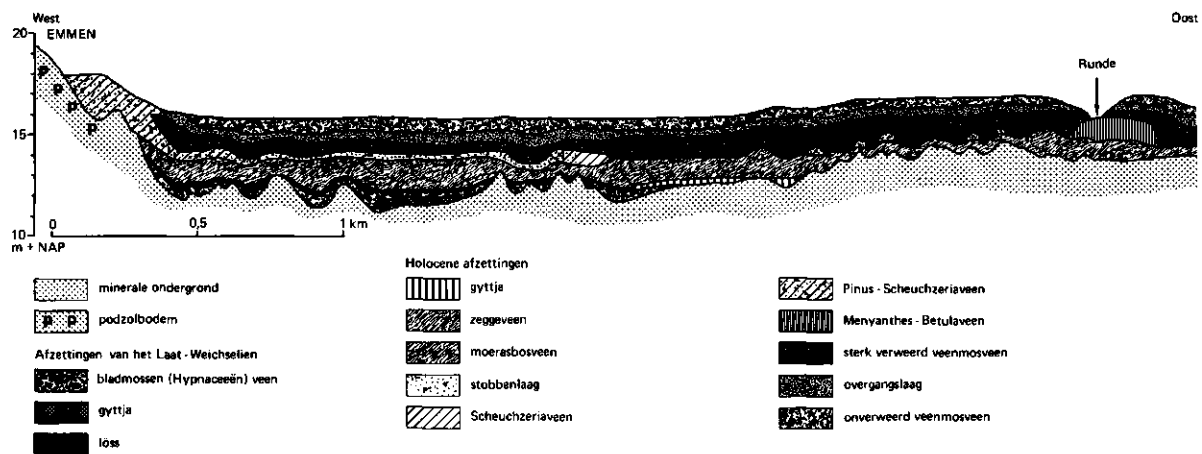 West
Oost
EMMEN
20
15
10
m + NAP
P
P
P
P
Runde
0
0,5
1 km
minerale ondergrond
P P
podzolbodem
Afzettingen van het Laat - Weichselien
bladmossen (Hypnaceeën) veen
gyttja
löss
Holocene afzettingen
gyttja
zeggeveen
moerasbosveen
stobbenlaag
Scheuchzeriaveen
Pinus - Scheuchzeriaveen
Menyanthes - Betulaveen
sterk verweerd veenmosveen
overgangslaag
onverweerd veenmosveen